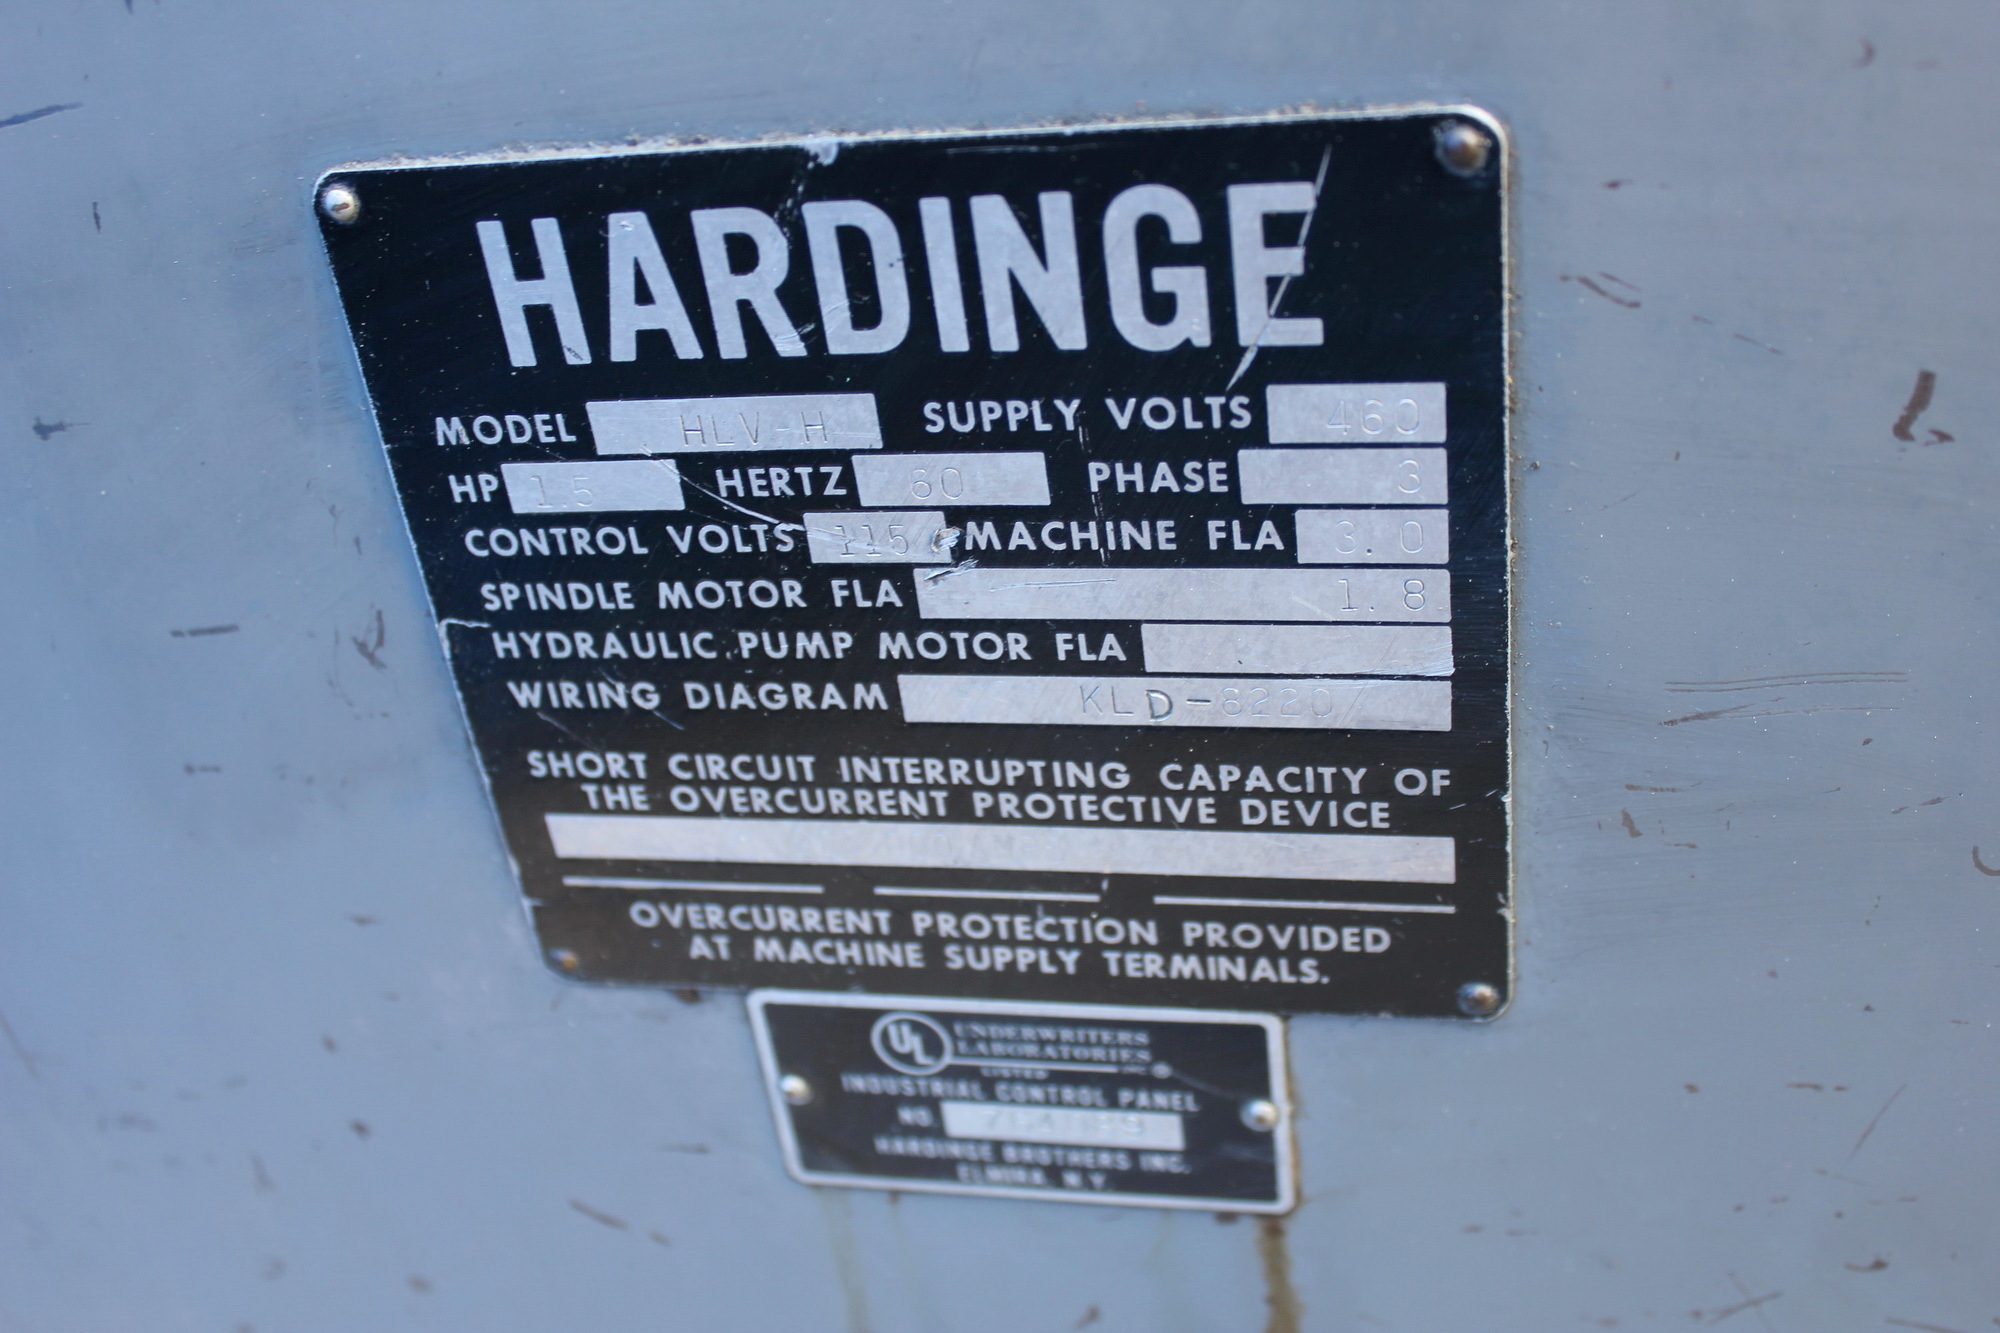 HARDINGE
MODEL HLV-H SUPPLY VOLTS 460
HP 1.5 HERTZ 60 PHASE 3
CONTROL VOLTS 115 MACHINE FLA 3.0
SPINDLE MOTOR FLA 1.8
HYDRAULIC PUMP MOTOR FLA
WIRING DIAGRAM KLD-8220
SHORT CIRCUIT INTERRUPTING CAPACITY OF
THE OVERCURRENT PROTECTIVE DEVICE
OVERCURRENT PROTECTION PROVIDED
AT MACHINE SUPPLY TERMINALS.
UL UNDERWRITERS
LABORATORIES INC.®
LISTED
INDUSTRIAL CONTROL PANEL
NO.
HARDINGE BROTHERS INC.
ELMIRA, N.Y.